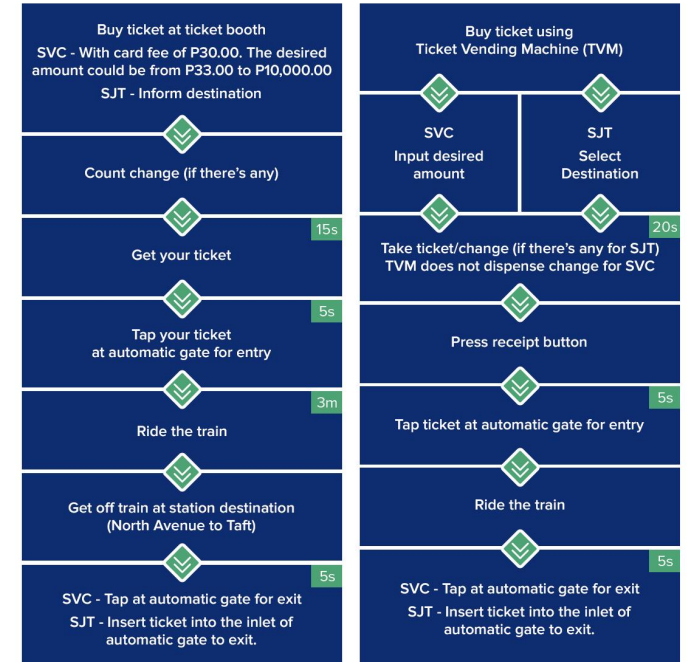 Buy ticket at ticket booth
SVC - With card fee of P30.00. The desired
amount could be from P33.00 to P10,000.00
SJT - Inform destination
Count change (if there's any)
15s
Get your ticket
5s
Tap your ticket
at automatic gate for entry
3m
Ride the train
Get off train at station destination
(North Avenue to Taft)
5s
SVC - Tap at automatic gate for exit
SJT - Insert ticket into the inlet of
automatic gate to exit.
Buy ticket using
Ticket Vending Machine (TVM)
SVC
Input desired
amount
SJT
Select
Destination
20s
Take ticket/change (if there's any for SJT)
TVM does not dispense change for SVC
Press receipt button
5s
Tap ticket at automatic gate for entry
Ride the train
5s
SVC - Tap at automatic gate for exit
SJT - Insert ticket into the inlet of
automatic gate to exit.